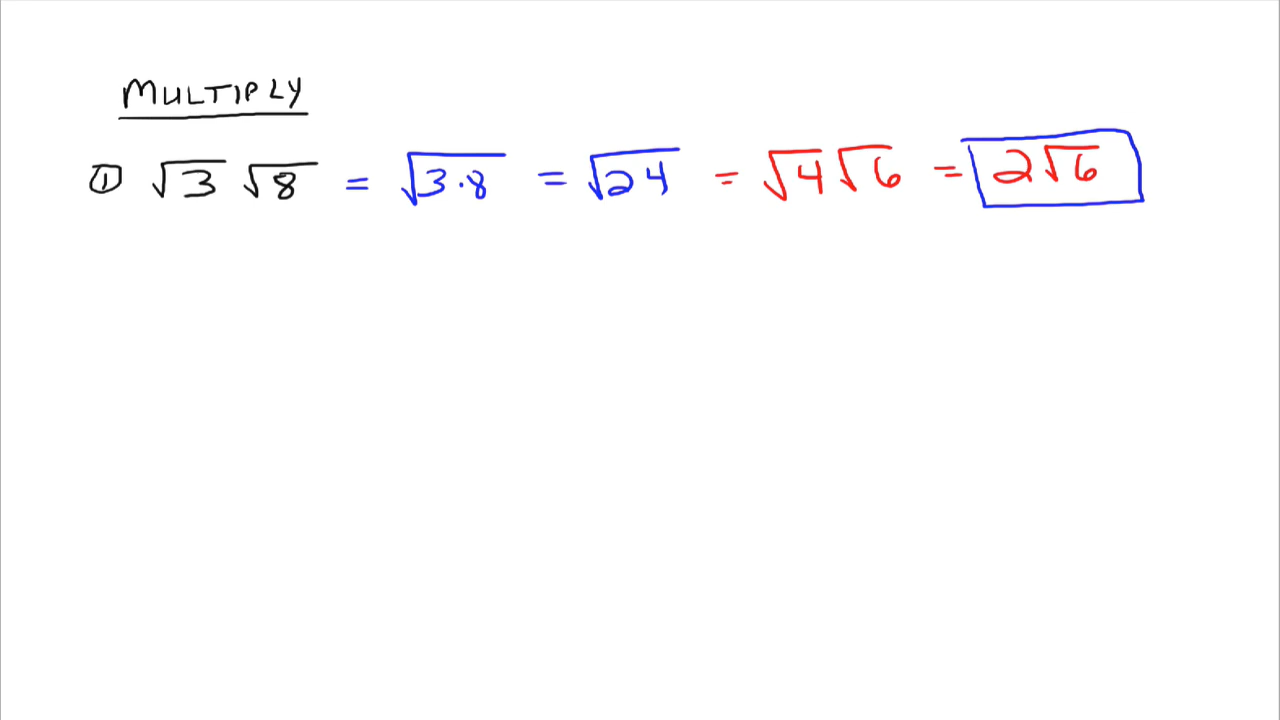 MULTIPLY
① √3 √8 = √3·8 = √24 = √4 √6 = 2√6